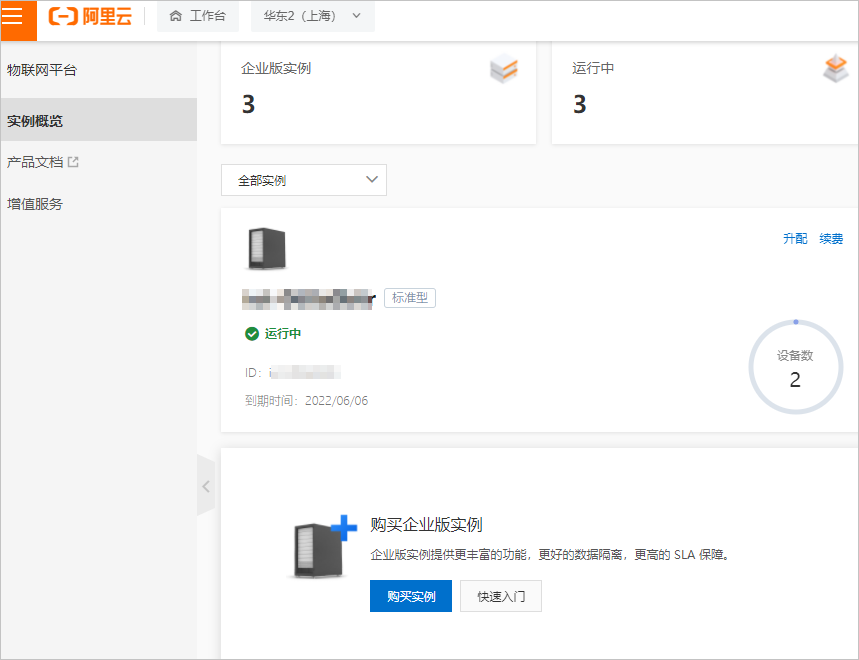 阿里云 工作台 华东2（上海）
物联网平台
实例概览
产品文档
增值服务
企业版实例
3
运行中
3
全部实例
升配 续费
标准型
运行中
ID:
到期时间: 2022/06/06
设备数
2
购买企业版实例
企业版实例提供更丰富的功能，更好的数据隔离，更高的 SLA 保障。
购买实例 快速入门